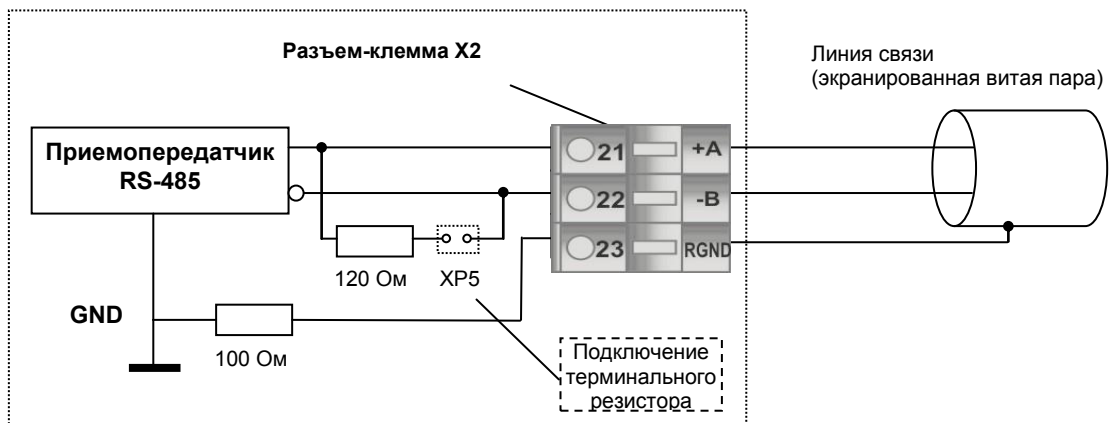 Разъем-клемма X2
Линия связи
(экранированная витая пара)
Приемопередатчик
RS-485
21 +A
22 -B
23 RGND
120 Ом
XP5
GND
100 Ом
Подключение
терминального
резистора